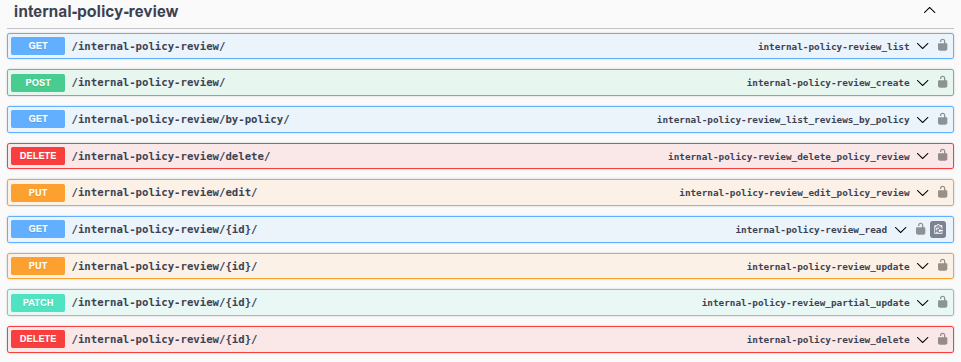 internal-policy-review
GET /internal-policy-review/ internal-policy-review_list
POST /internal-policy-review/ internal-policy-review_create
GET /internal-policy-review/by-policy/ internal-policy-review_list_reviews_by_policy
DELETE /internal-policy-review/delete/ internal-policy-review_delete_policy_review
PUT /internal-policy-review/edit/ internal-policy-review_edit_policy_review
GET /internal-policy-review/{id}/ internal-policy-review_read
PUT /internal-policy-review/{id}/ internal-policy-review_update
PATCH /internal-policy-review/{id}/ internal-policy-review_partial_update
DELETE /internal-policy-review/{id}/ internal-policy-review_delete